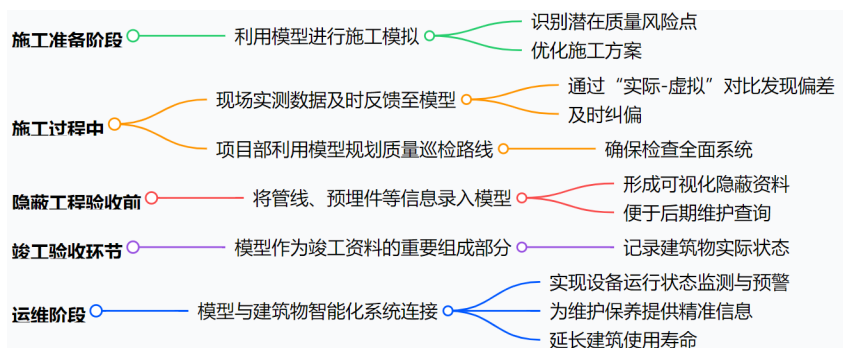 施工准备阶段
利用模型进行施工模拟
识别潜在质量风险点
优化施工方案
施工过程中
现场实测数据及时反馈至模型
通过“实际-虚拟”对比发现偏差
及时纠偏
项目部利用模型规划质量巡检路线
确保检查全面系统
隐蔽工程验收前
将管线、预埋件等信息录入模型
形成可视化隐蔽资料
便于后期维护查询
竣工验收环节
模型作为竣工资料的重要组成部分
记录建筑物实际状态
运维阶段
模型与建筑物智能化系统连接
实现设备运行状态监测与预警
为维护保养提供精准信息
延长建筑使用寿命